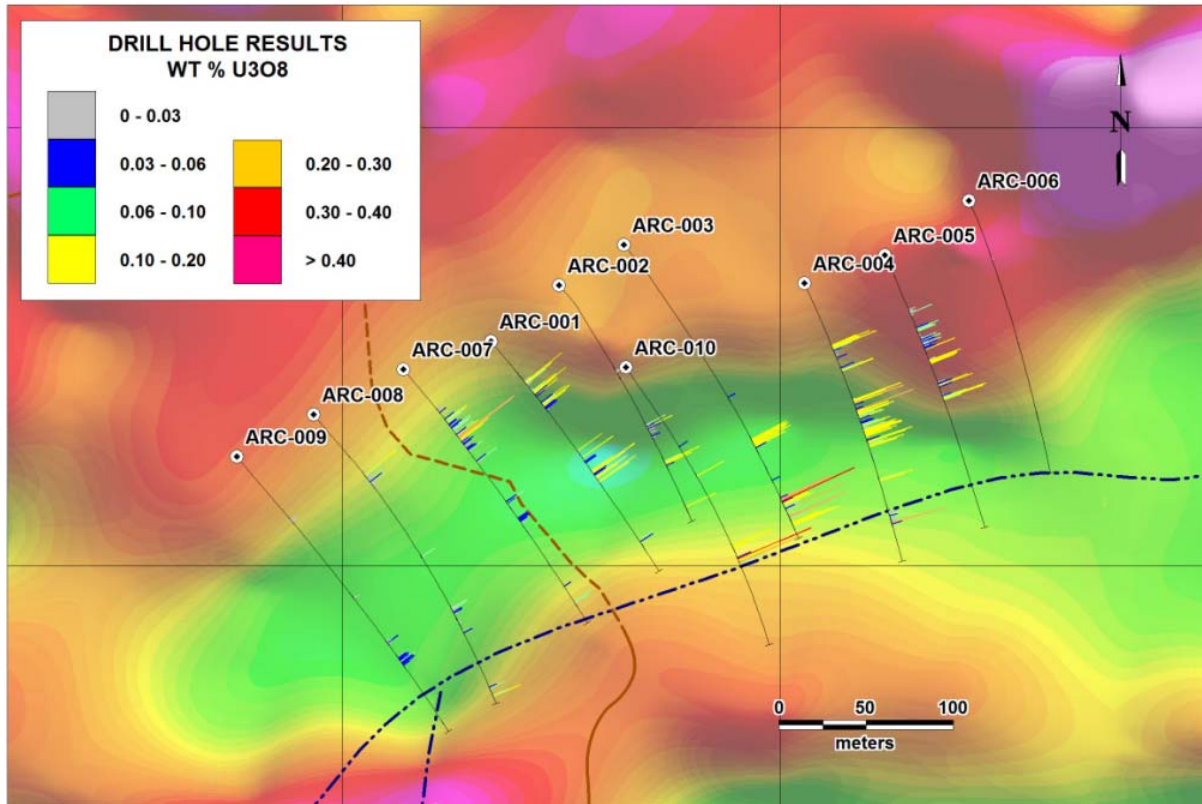 DRILL HOLE RESULTS
WT % U3O8
0 - 0.03
0.03 - 0.06
0.06 - 0.10
0.10 - 0.20
0.20 - 0.30
0.30 - 0.40
> 0.40
N
ARC-006
ARC-003
ARC-005
ARC-002
ARC-004
ARC-001
ARC-007
ARC-010
ARC-008
ARC-009
0 50 100
meters